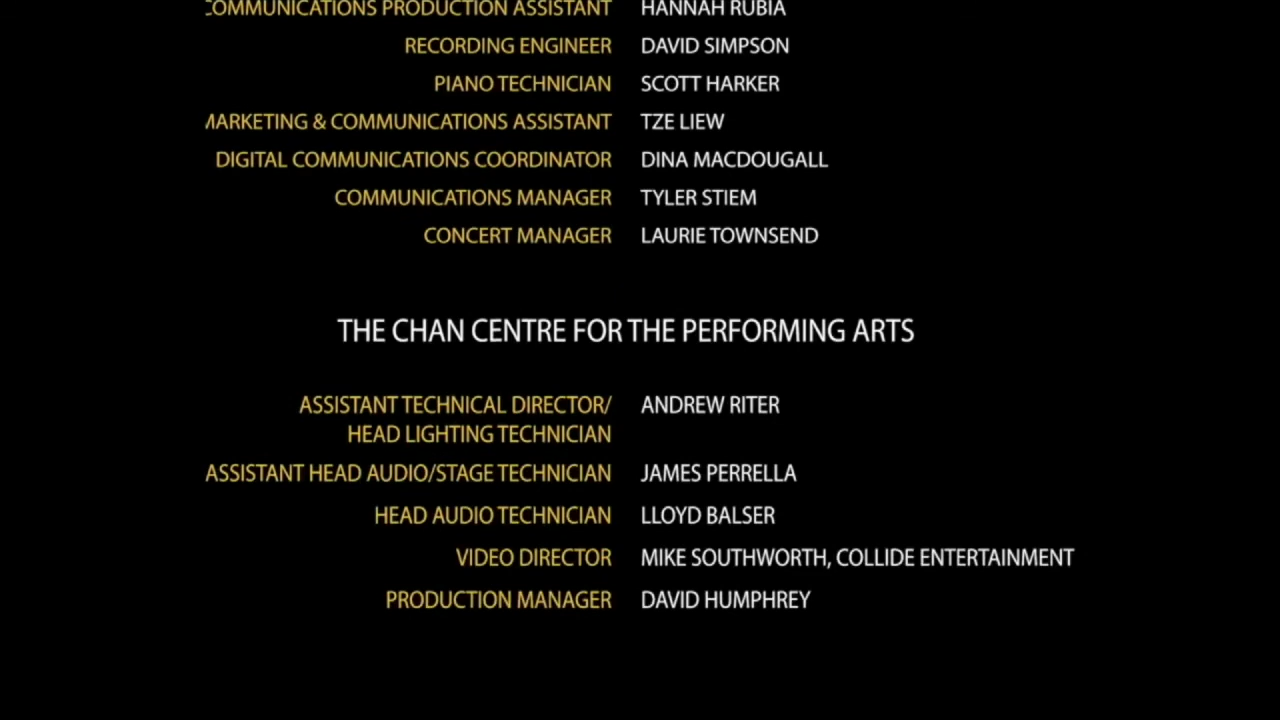 COMMUNICATIONS PRODUCTION ASSISTANT HANNAH RUBIA
RECORDING ENGINEER DAVID SIMPSON
PIANO TECHNICIAN SCOTT HARKER
MARKETING & COMMUNICATIONS ASSISTANT TZE LIEW
DIGITAL COMMUNICATIONS COORDINATOR DINA MACDOUGALL
COMMUNICATIONS MANAGER TYLER STIEM
CONCERT MANAGER LAURIE TOWNSEND
THE CHAN CENTRE FOR THE PERFORMING ARTS
ASSISTANT TECHNICAL DIRECTOR/ ANDREW RITER
HEAD LIGHTING TECHNICIAN
ASSISTANT HEAD AUDIO/STAGE TECHNICIAN JAMES PERRELLA
HEAD AUDIO TECHNICIAN LLOYD BALSER
VIDEO DIRECTOR MIKE SOUTHWORTH, COLLIDE ENTERTAINMENT
PRODUCTION MANAGER DAVID HUMPHREY